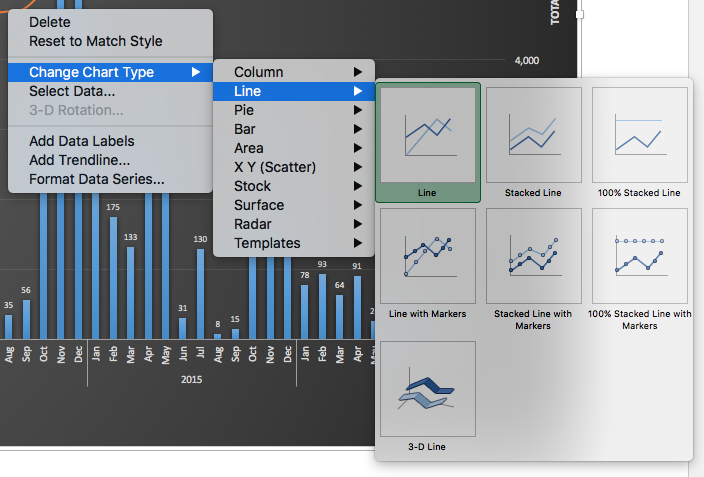 Delete
Reset to Match Style
Change Chart Type
Select Data...
3-D Rotation...
Add Data Labels
Add Trendline...
Format Data Series...
Column
Line
Pie
Bar
Area
X Y (Scatter)
Stock
Surface
Radar
Templates
Line
Stacked Line
100% Stacked Line
Line with Markers
Stacked Line with
Markers
100% Stacked Line with
Markers
3-D Line
4,000
35
56
175
133
31
130
8
15
78
93
64
91
Aug
Sep
Oct
Nov
Dec
Jan
Feb
Mar
Apr
May
Jun
Jul
Aug
Sep
Oct
Nov
Dec
Jan
Feb
Mar
Apr
May
2015